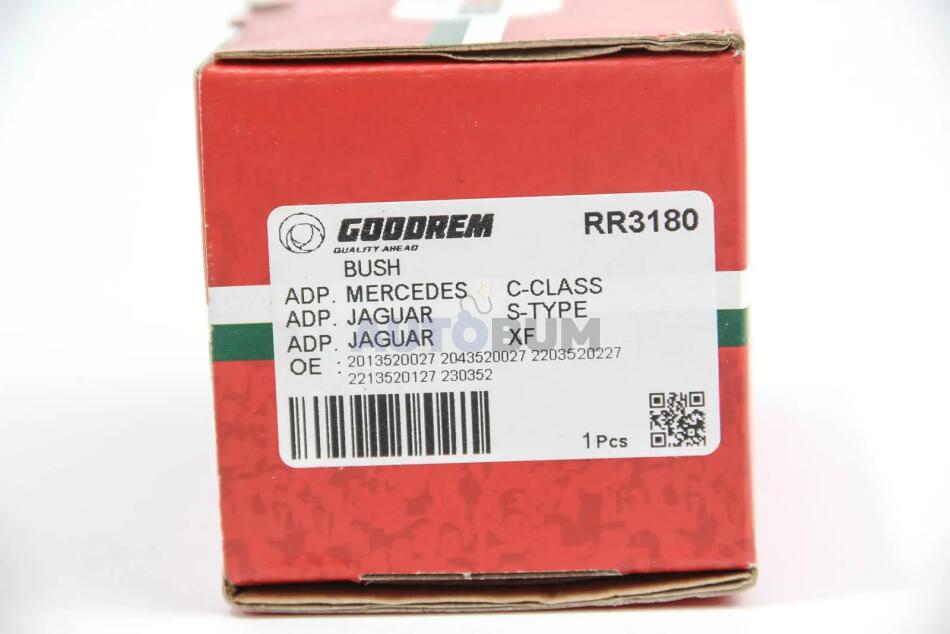 GOODREM RR3180
QUALITY AHEAD
BUSH
ADP. MERCEDES C-CLASS
ADP. JAGUAR S-TYPE
AUTOBUM
ADP. JAGUAR XF
OE : 2013520027 2043520027 2203520227
2213520127 230352
1 Pcs